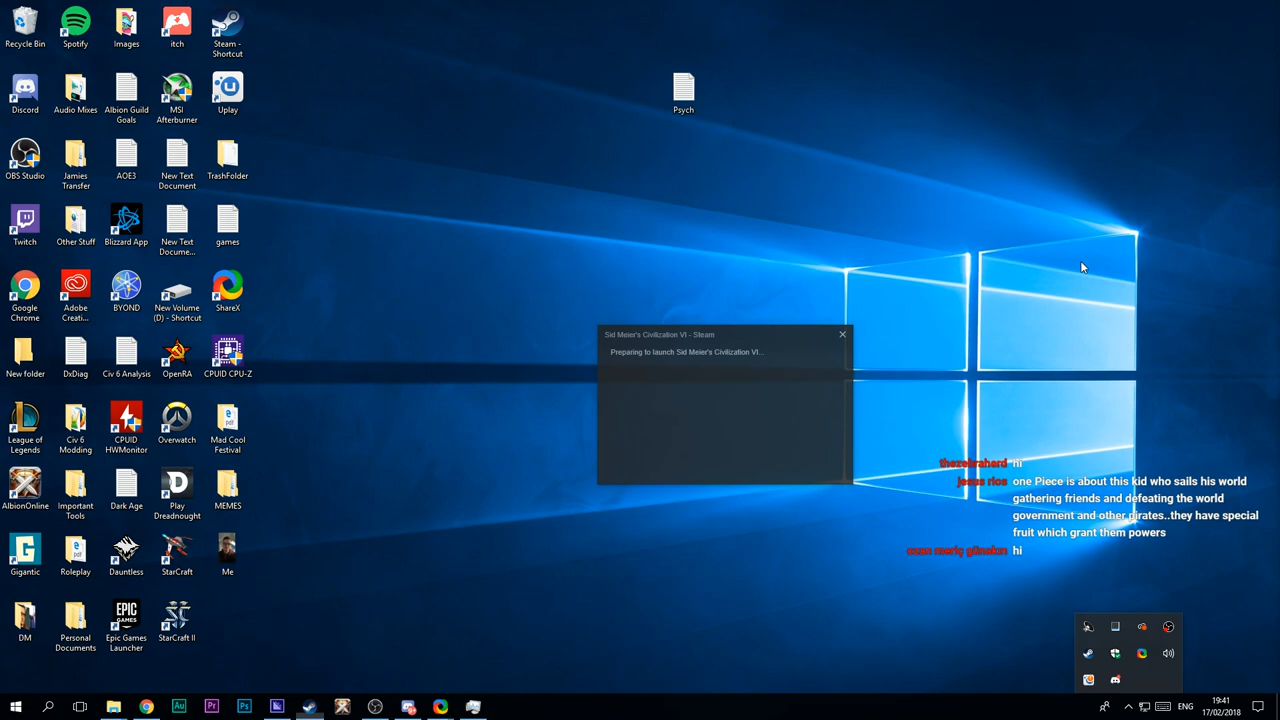 Recycle Bin
Spotify
Images
itch
Steam -
Shortcut
Psych
Discord
Audio Mixes
Albion Guild
Goals
MSI
Afterburner
Uplay
OBS Studio
Jamies
Transfer
AOE3
New Text
Document
TrashFolder
Twitch
Other Stuff
Blizzard App
New Text
Docume...
games
Google
Chrome
Adobe
Creati...
BYOND
New Volume
(D) - Shortcut
ShareX
Sid Meier's Civilization VI - Steam
Preparing to launch Sid Meier's Civilization VI...
New folder
DxDiag
Civ 6 Analysis
OpenRA
CPUID CPU-Z
League of
Legends
Civ 6
Modding
CPUID
HWMonitor
Overwatch
Mad Cool
Festival
AlbionOnline
Important
Tools
Dark Age
Play
Dreadnought
MEMES
thezebraherd hi
jesus rios one Piece is about this kid who sails his world
gathering friends and defeating the world
government and other pirates..they have special
fruit which grant them powers
hi
Gigantic
Roleplay
Dauntless
StarCraft
Me
DM
Personal
Documents
EPIC
GAMES
Epic Games
Launcher
StarCraft II
Au
Pr
Ps
ENG
19:41
17/02/2018